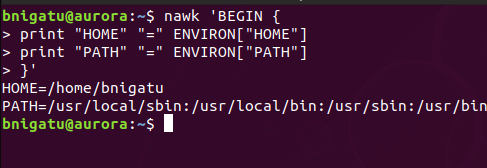 bnigatu@aurora:~$ nawk 'BEGIN {
> print "HOME" "=" ENVIRON["HOME"]
> print "PATH" "=" ENVIRON["PATH"]
> }'
HOME=/home/bnigatu
PATH=/usr/local/sbin:/usr/local/bin:/usr/sbin:/usr/bin
bnigatu@aurora:~$